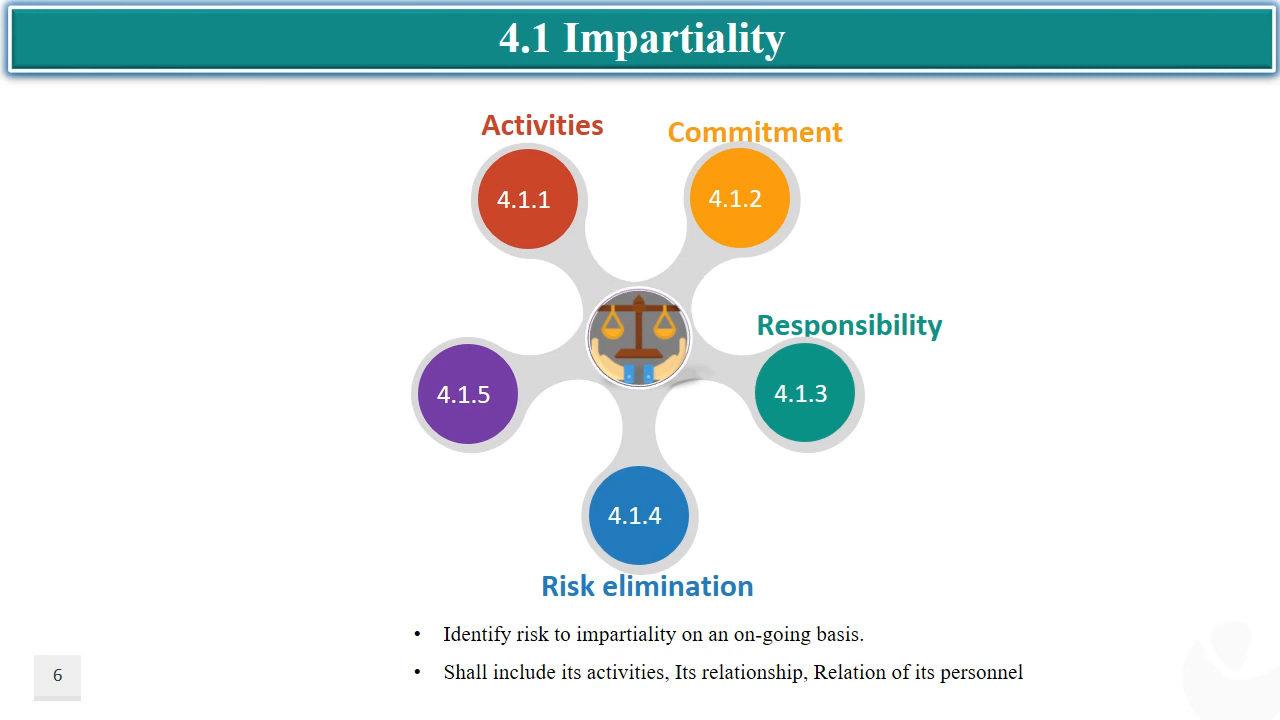 4.1 Impartiality
Activities
Commitment
4.1.1
4.1.2
Responsibility
4.1.5
4.1.3
4.1.4
Risk elimination
• Identify risk to impartiality on an on-going basis.
• Shall include its activities, Its relationship, Relation of its personnel
6